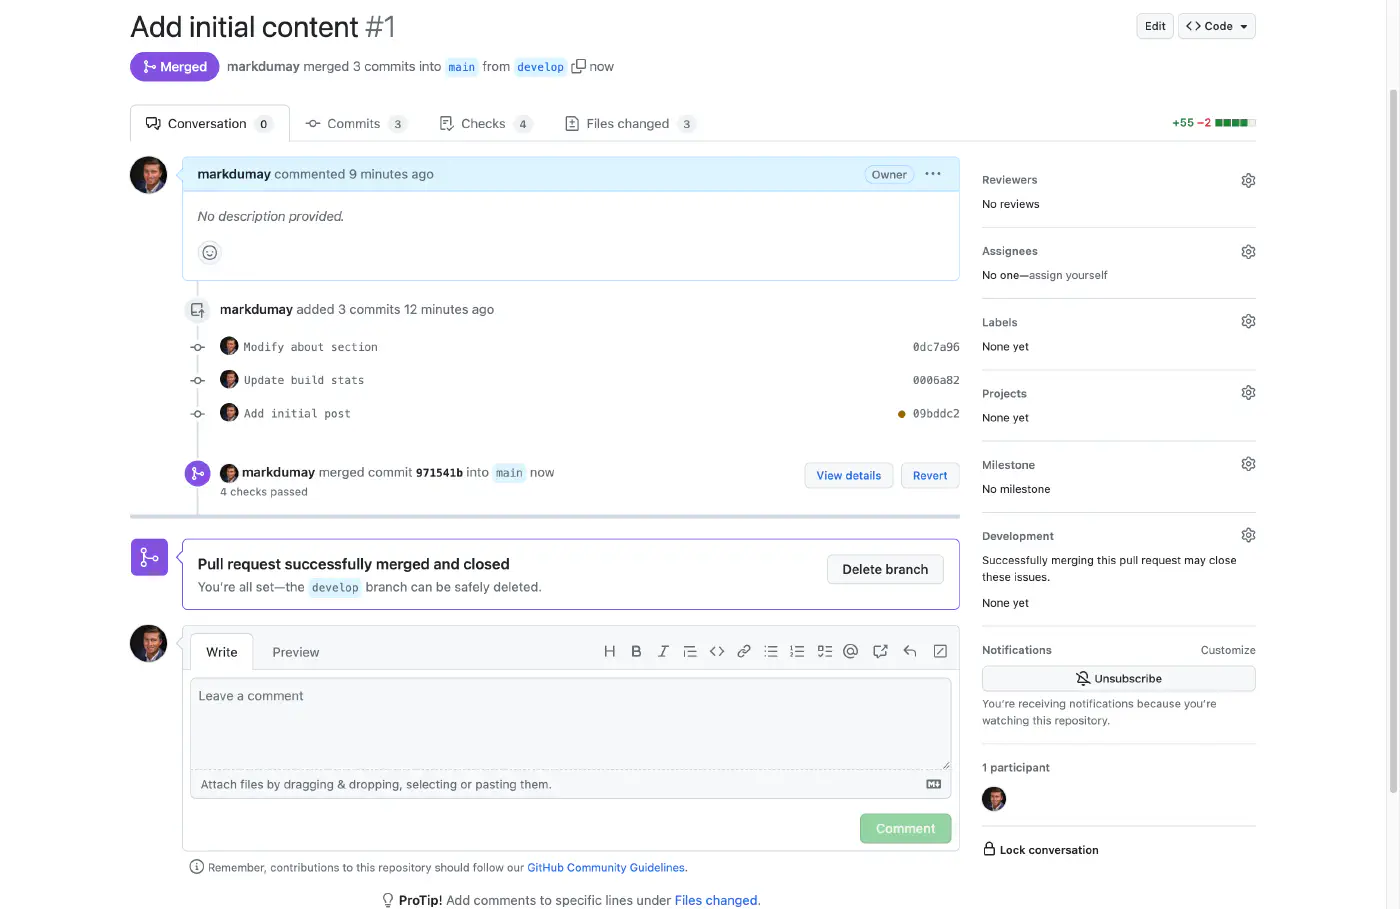 Add initial content #1
Edit
<> Code
Merged
markdumay merged 3 commits into main from develop now
Conversation 0
Commits 3
Checks 4
Files changed 3
+55 −2
markdumay commented 9 minutes ago
Owner
...
No description provided.
markdumay added 3 commits 12 minutes ago
Modify about section
0dc7a96
Update build stats
0006a82
Add initial post
09bddc2
markdumay merged commit 971541b into main now
4 checks passed
View details
Revert
Pull request successfully merged and closed
You're all set—the develop branch can be safely deleted.
Delete branch
Write
Preview
H B I <> @
Leave a comment
Attach files by dragging & dropping, selecting or pasting them.
Comment
Remember, contributions to this repository should follow our GitHub Community Guidelines.
ProTip! Add comments to specific lines under Files changed.
Reviewers
No reviews
Assignees
No one—assign yourself
Labels
None yet
Projects
None yet
Milestone
No milestone
Development
Successfully merging this pull request may close
these issues.
None yet
Notifications
Customize
Unsubscribe
You're receiving notifications because you're
watching this repository.
1 participant
Lock conversation